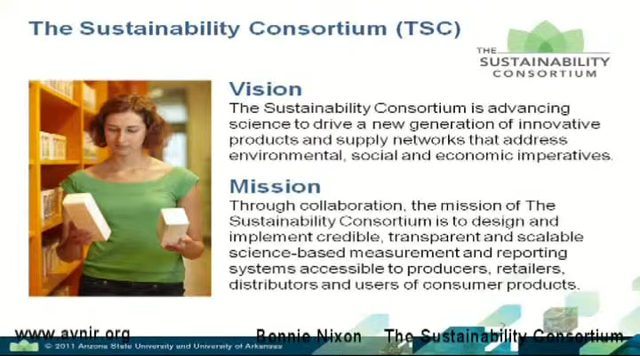 The Sustainability Consortium (TSC)
THE
SUSTAINABILITY
CONSORTIUM
Vision
The Sustainability Consortium is advancing
science to drive a new generation of innovative
products and supply networks that address
environmental, social and economic imperatives.
Mission
Through collaboration, the mission of The
Sustainability Consortium is to design and
implement credible, transparent and scalable
science-based measurement and reporting
systems accessible to producers, retailers,
distributors and users of consumer products.
www.avnir.org Bonnie Nixon The Sustainability Consortium
© 2011 Arizona State University and University of Arkansas